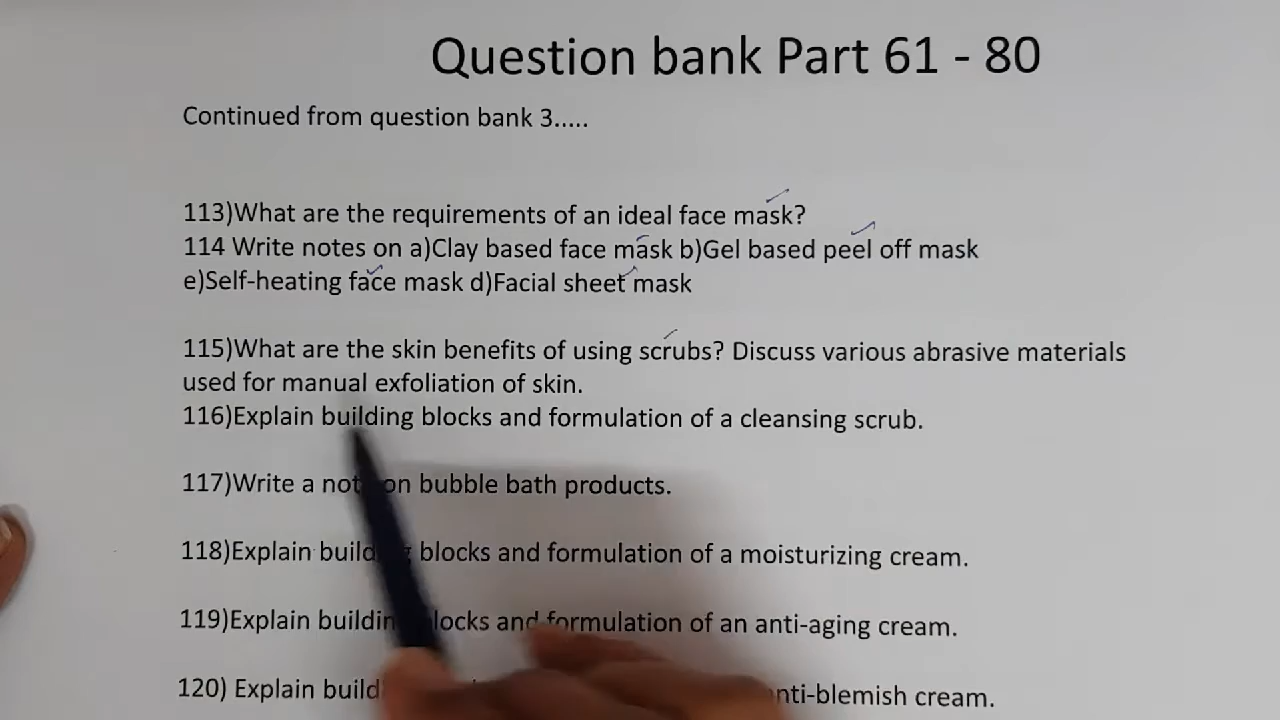 Question bank Part 61 - 80
Continued from question bank 3.....
113)What are the requirements of an ideal face mask?
114 Write notes on a)Clay based face mask b)Gel based peel off mask
e)Self-heating face mask d)Facial sheet mask
115)What are the skin benefits of using scrubs? Discuss various abrasive materials
used for manual exfoliation of skin.
116)Explain building blocks and formulation of a cleansing scrub.
117)Write a not on bubble bath products.
118)Explain build g blocks and formulation of a moisturizing cream.
119)Explain buildin locks and formulation of an anti-aging cream.
120) Explain build nti-blemish cream.